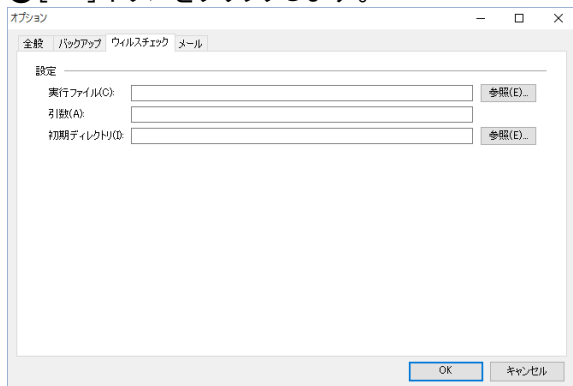 オプション
全般 バックアップ ウィルスチェック メール
設定
実行ファイル(C): 参照(E)...
引数(A):
初期ディレクトリ(I): 参照(E)...
OK キャンセル